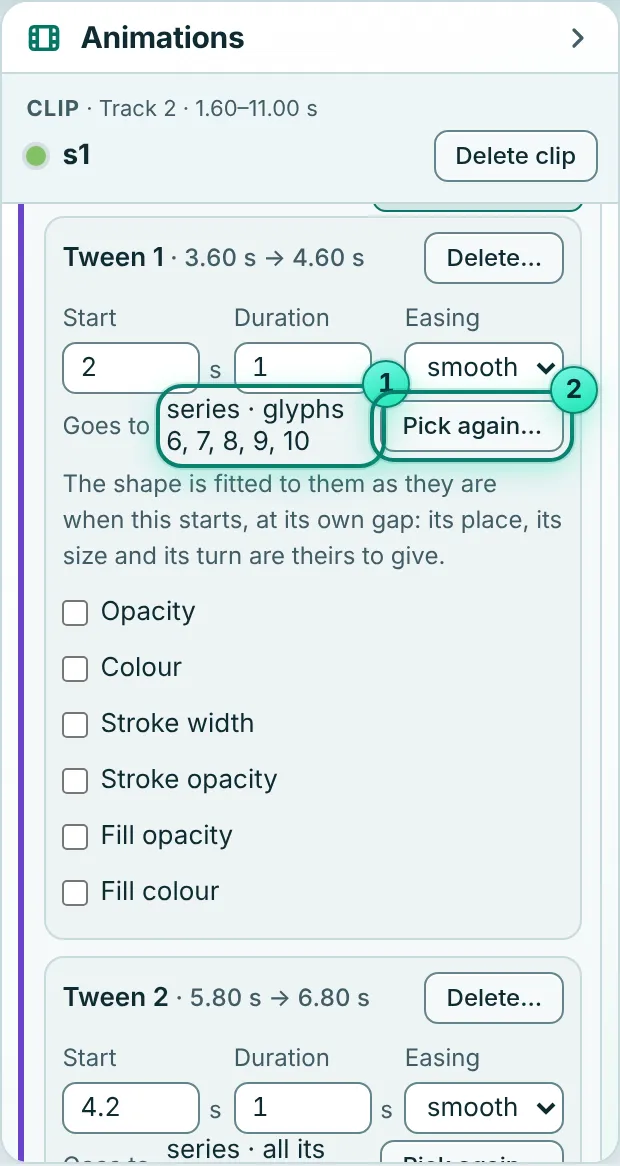 Animations
CLIP · Track 2 · 1.60–11.00 s
s1
Delete clip
Tween 1 · 3.60 s → 4.60 s
Delete...
Start Duration Easing
2 s 1 smooth
1
2
Goes to series · glyphs
6, 7, 8, 9, 10
Pick again...
The shape is fitted to them as they are
when this starts, at its own gap: its place, its
size and its turn are theirs to give.
Opacity
Colour
Stroke width
Stroke opacity
Fill opacity
Fill colour
Tween 2 · 5.80 s → 6.80 s
Delete...
Start Duration Easing
4.2 s 1 s smooth
Goes to series · all its
Pick again...